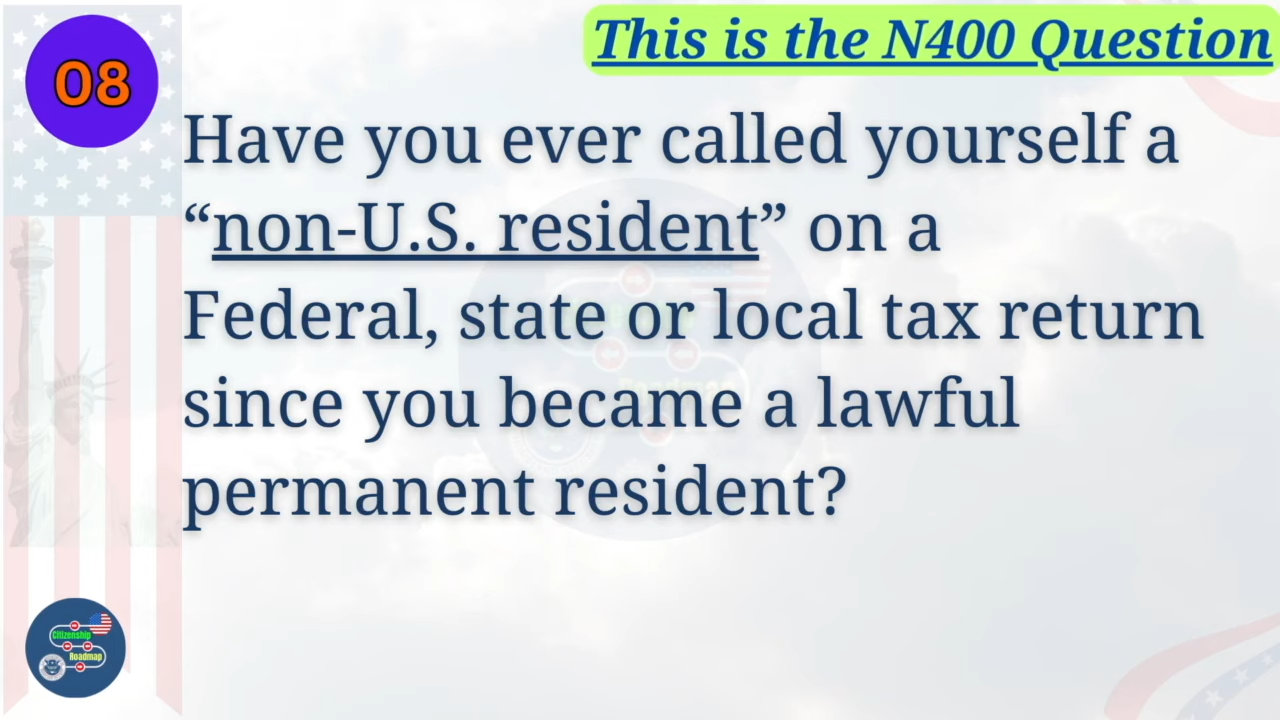 08
This is the N400 Question
Have you ever called yourself a
“non-U.S. resident” on a
Federal, state or local tax return
since you became a lawful
permanent resident?
Citizenship
Roadmap